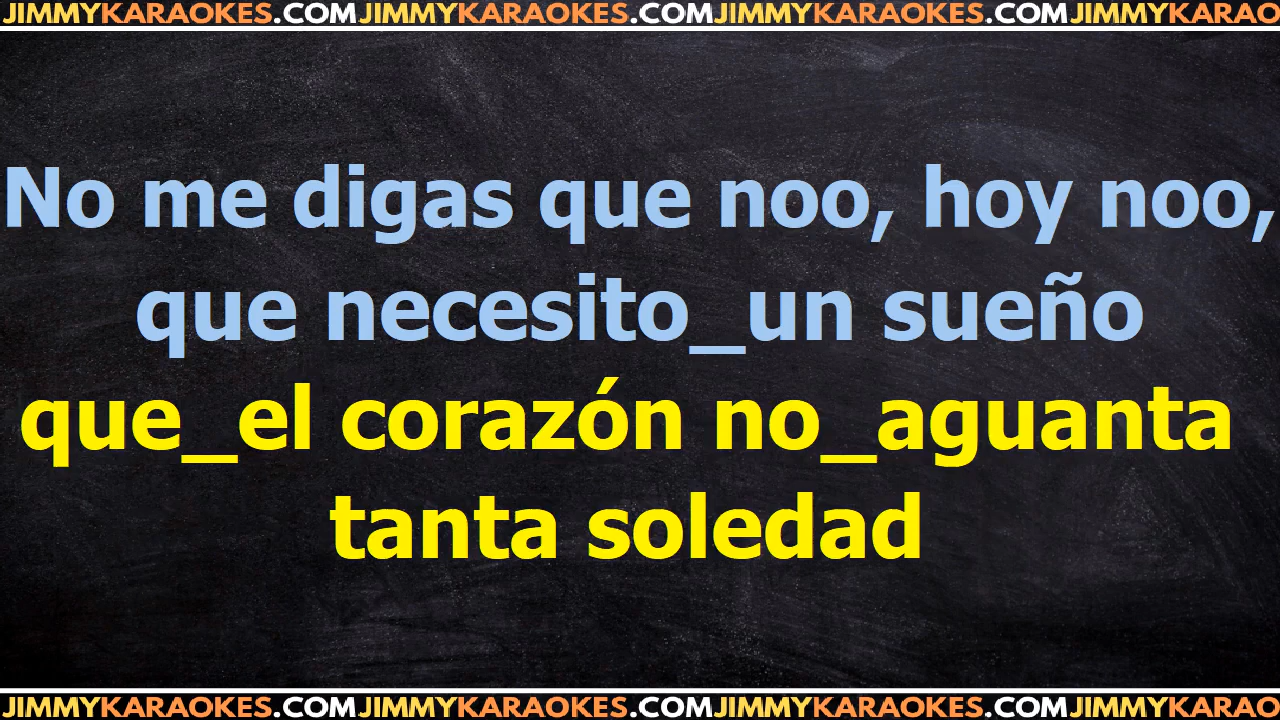 JIMMYKARAOKES.COMJIMMYKARAOKES.COMJIMMYKARAOKES.COMJIMMYKARAO
No me digas que noo, hoy noo,
que necesito_un sueño
que_el corazón no_aguanta
tanta soledad
JIMMYKARAOKES.COMJIMMYKARAOKES.COMJIMMYKARAOKES.COMJIMMYKARAO